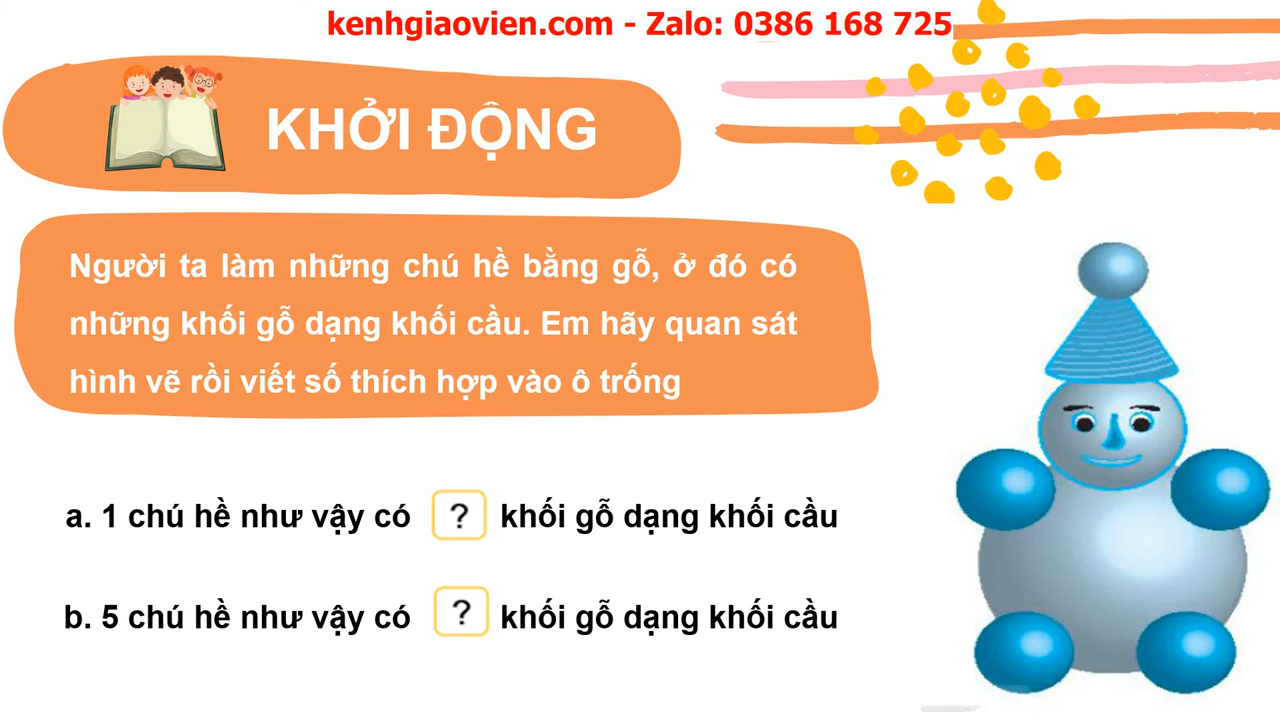 kenhgiaovien.com - Zalo: 0386 168 725
KHỞI ĐỘNG
Người ta làm những chú hề bằng gỗ, ở đó có
những khối gỗ dạng khối cầu. Em hãy quan sát
hình vẽ rồi viết số thích hợp vào ô trống
a. 1 chú hề như vậy có ? khối gỗ dạng khối cầu
b. 5 chú hề như vậy có ? khối gỗ dạng khối cầu